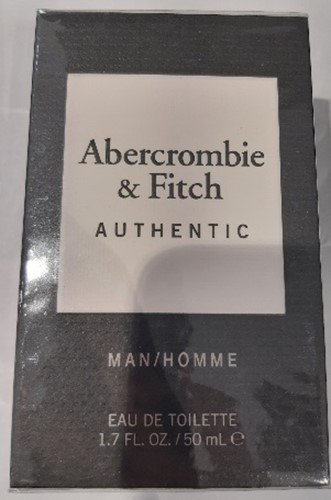 Abercrombie
& Fitch
AUTHENTIC
MAN/HOMME
EAU DE TOILETTE
1.7 FL. OZ. / 50 mL ℮